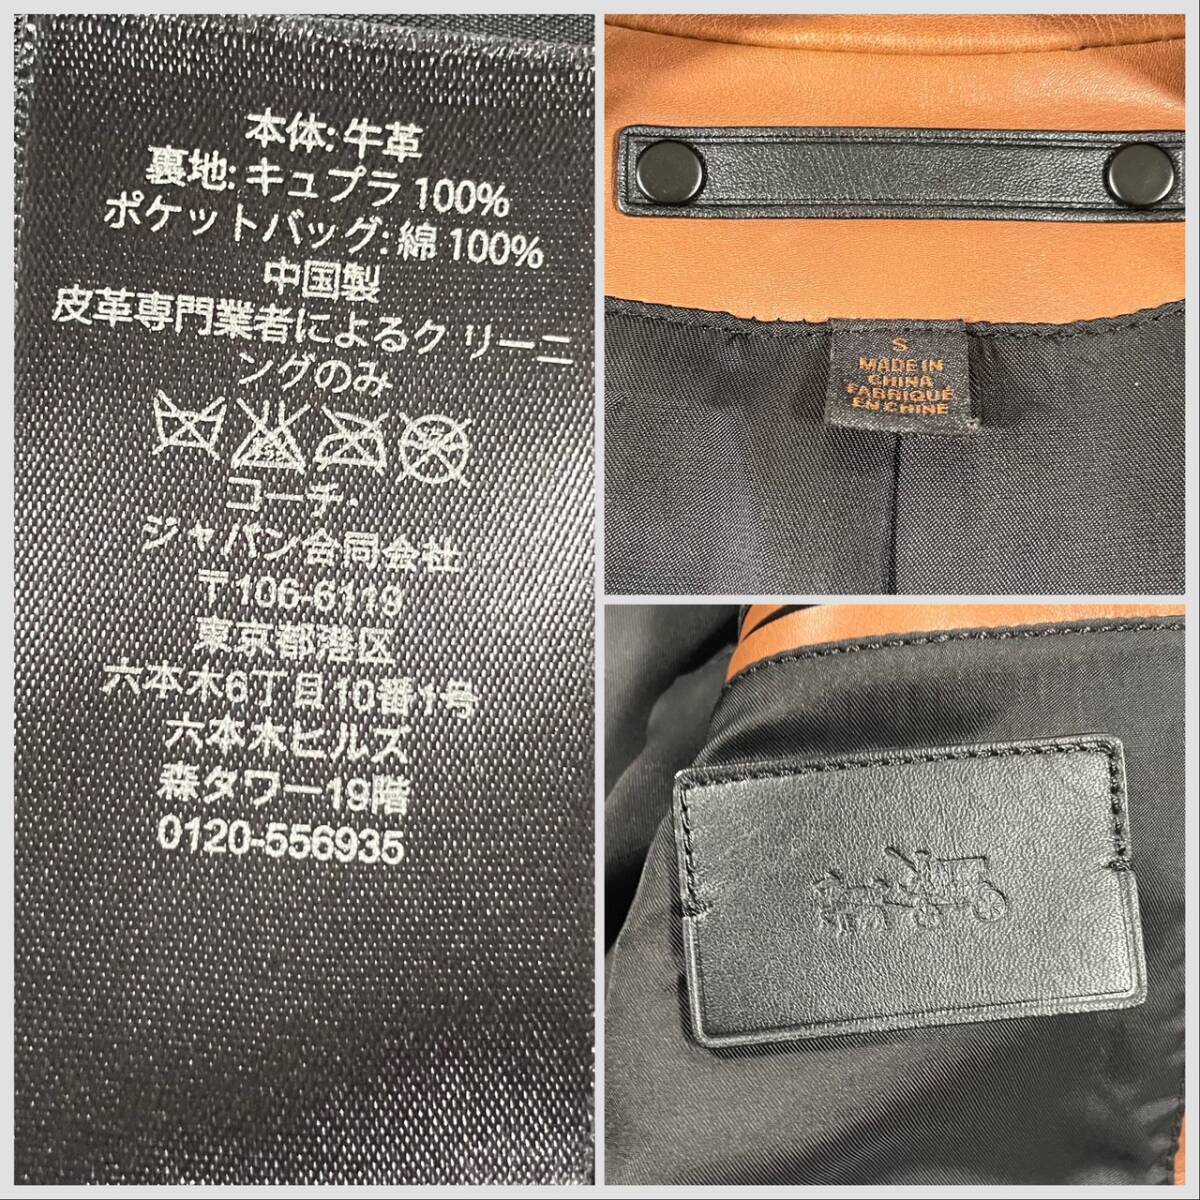 本体: 牛革
裏地: キュプラ 100%
ポケットバッグ: 綿 100%
中国製
皮革専門業者によるク リーニ
ングのみ
コーチ・
ジャパン合同会社
〒106-6119
東京都港区
六本木6丁目10番1号
六本木ヒルズ
森タワー19階
0120-556935
S
MADE IN
CHINA
FABRIQUÉ
EN CHINE